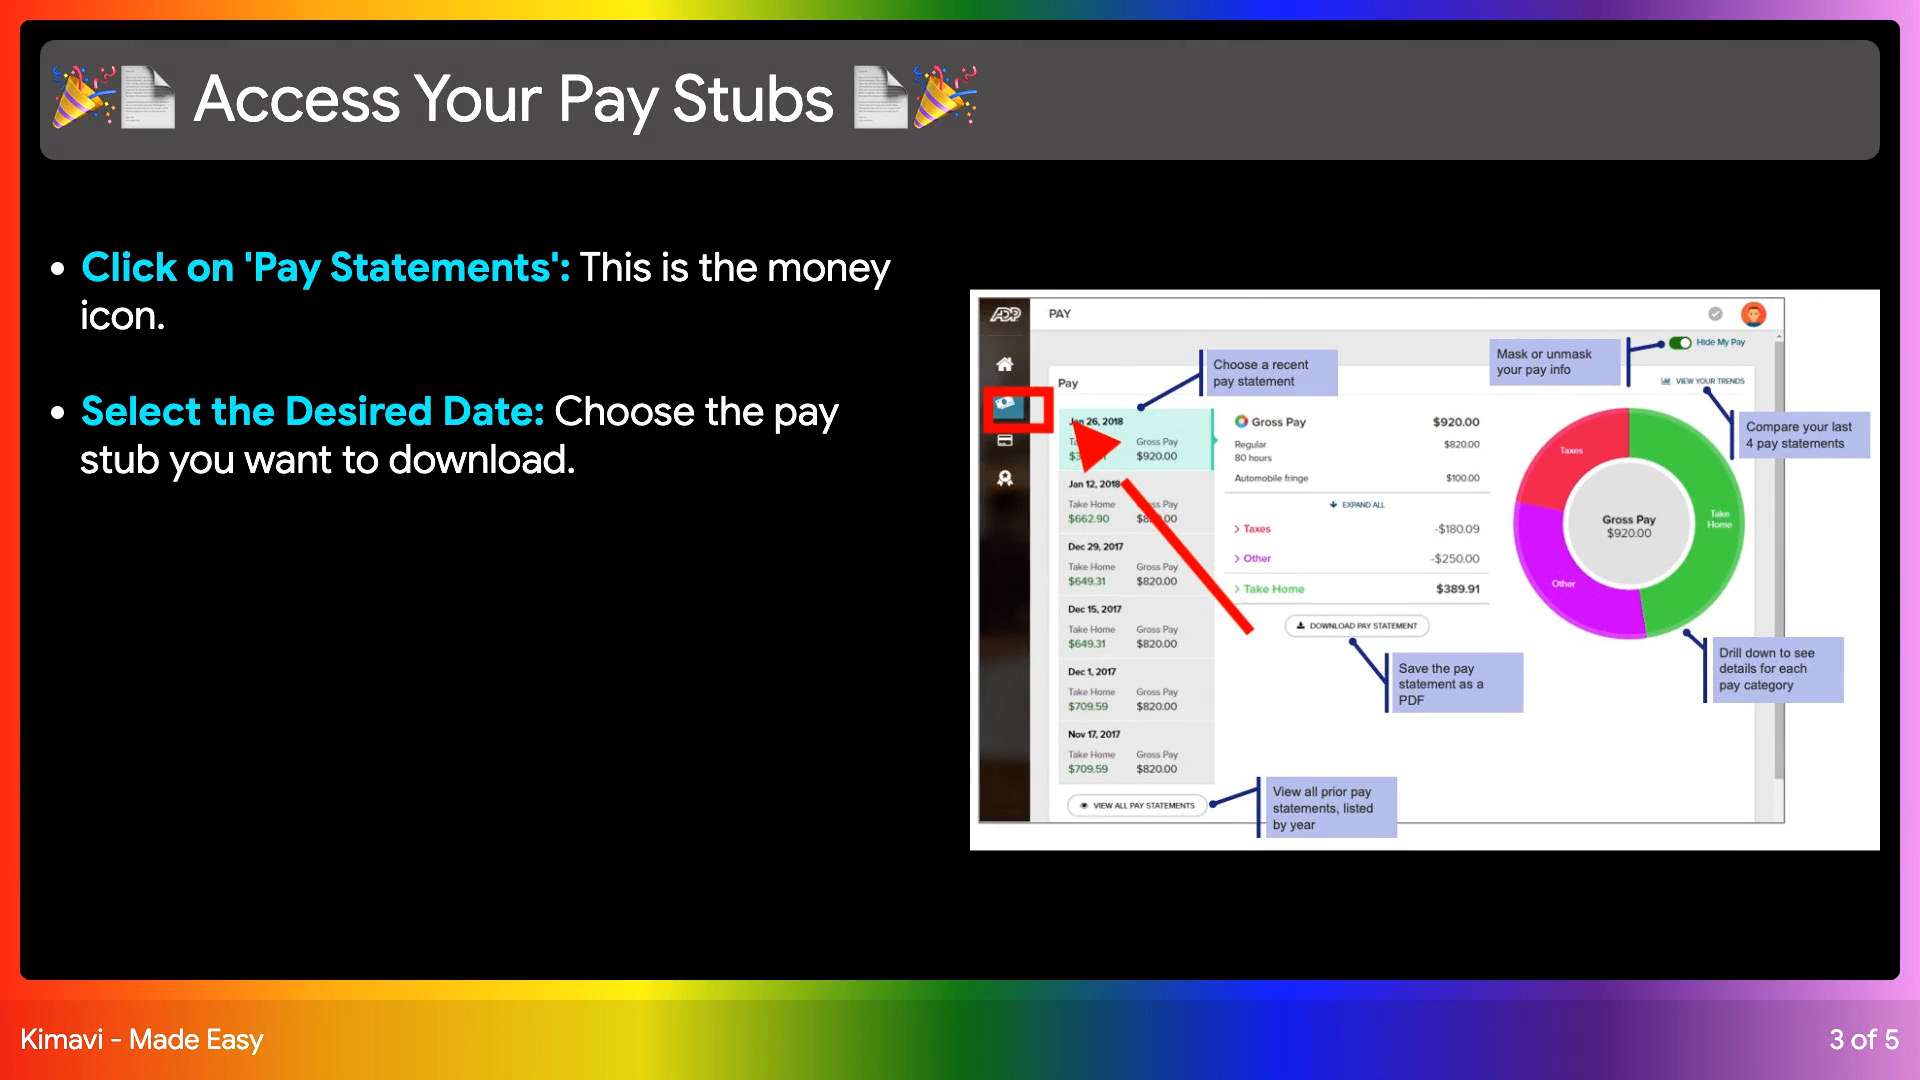 Access Your Pay Stubs
• Click on 'Pay Statements': This is the money
icon.
• Select the Desired Date: Choose the pay
stub you want to download.
ADP
PAY
Hide My Pay
Mask or unmask
your pay info
VIEW YOUR TRENDS
Compare your last
4 pay statements
Choose a recent
pay statement
Pay
Jan 26, 2018
Gross Pay
$920.00
Jan 12, 2018
Take Home
$662.90
Dec 29, 2017
Take Home Gross Pay
$649.31 $820.00
Dec 15, 2017
Take Home Gross Pay
$649.31 $820.00
Dec 1, 2017
Take Home Gross Pay
$709.59 $820.00
Nov 17, 2017
Take Home Gross Pay
$709.59 $820.00
VIEW ALL PAY STATEMENTS
View all prior pay
statements, listed
by year
Gross Pay $920.00
Regular $820.00
80 hours
Automobile fringe $100.00
EXPAND ALL
> Taxes -$180.09
> Other -$250.00
> Take Home $389.91
DOWNLOAD PAY STATEMENT
Save the pay
statement as a
PDF
Taxes
Take
Home
Other
Gross Pay
$920.00
Drill down to see
details for each
pay category
Kimavi - Made Easy
3 of 5